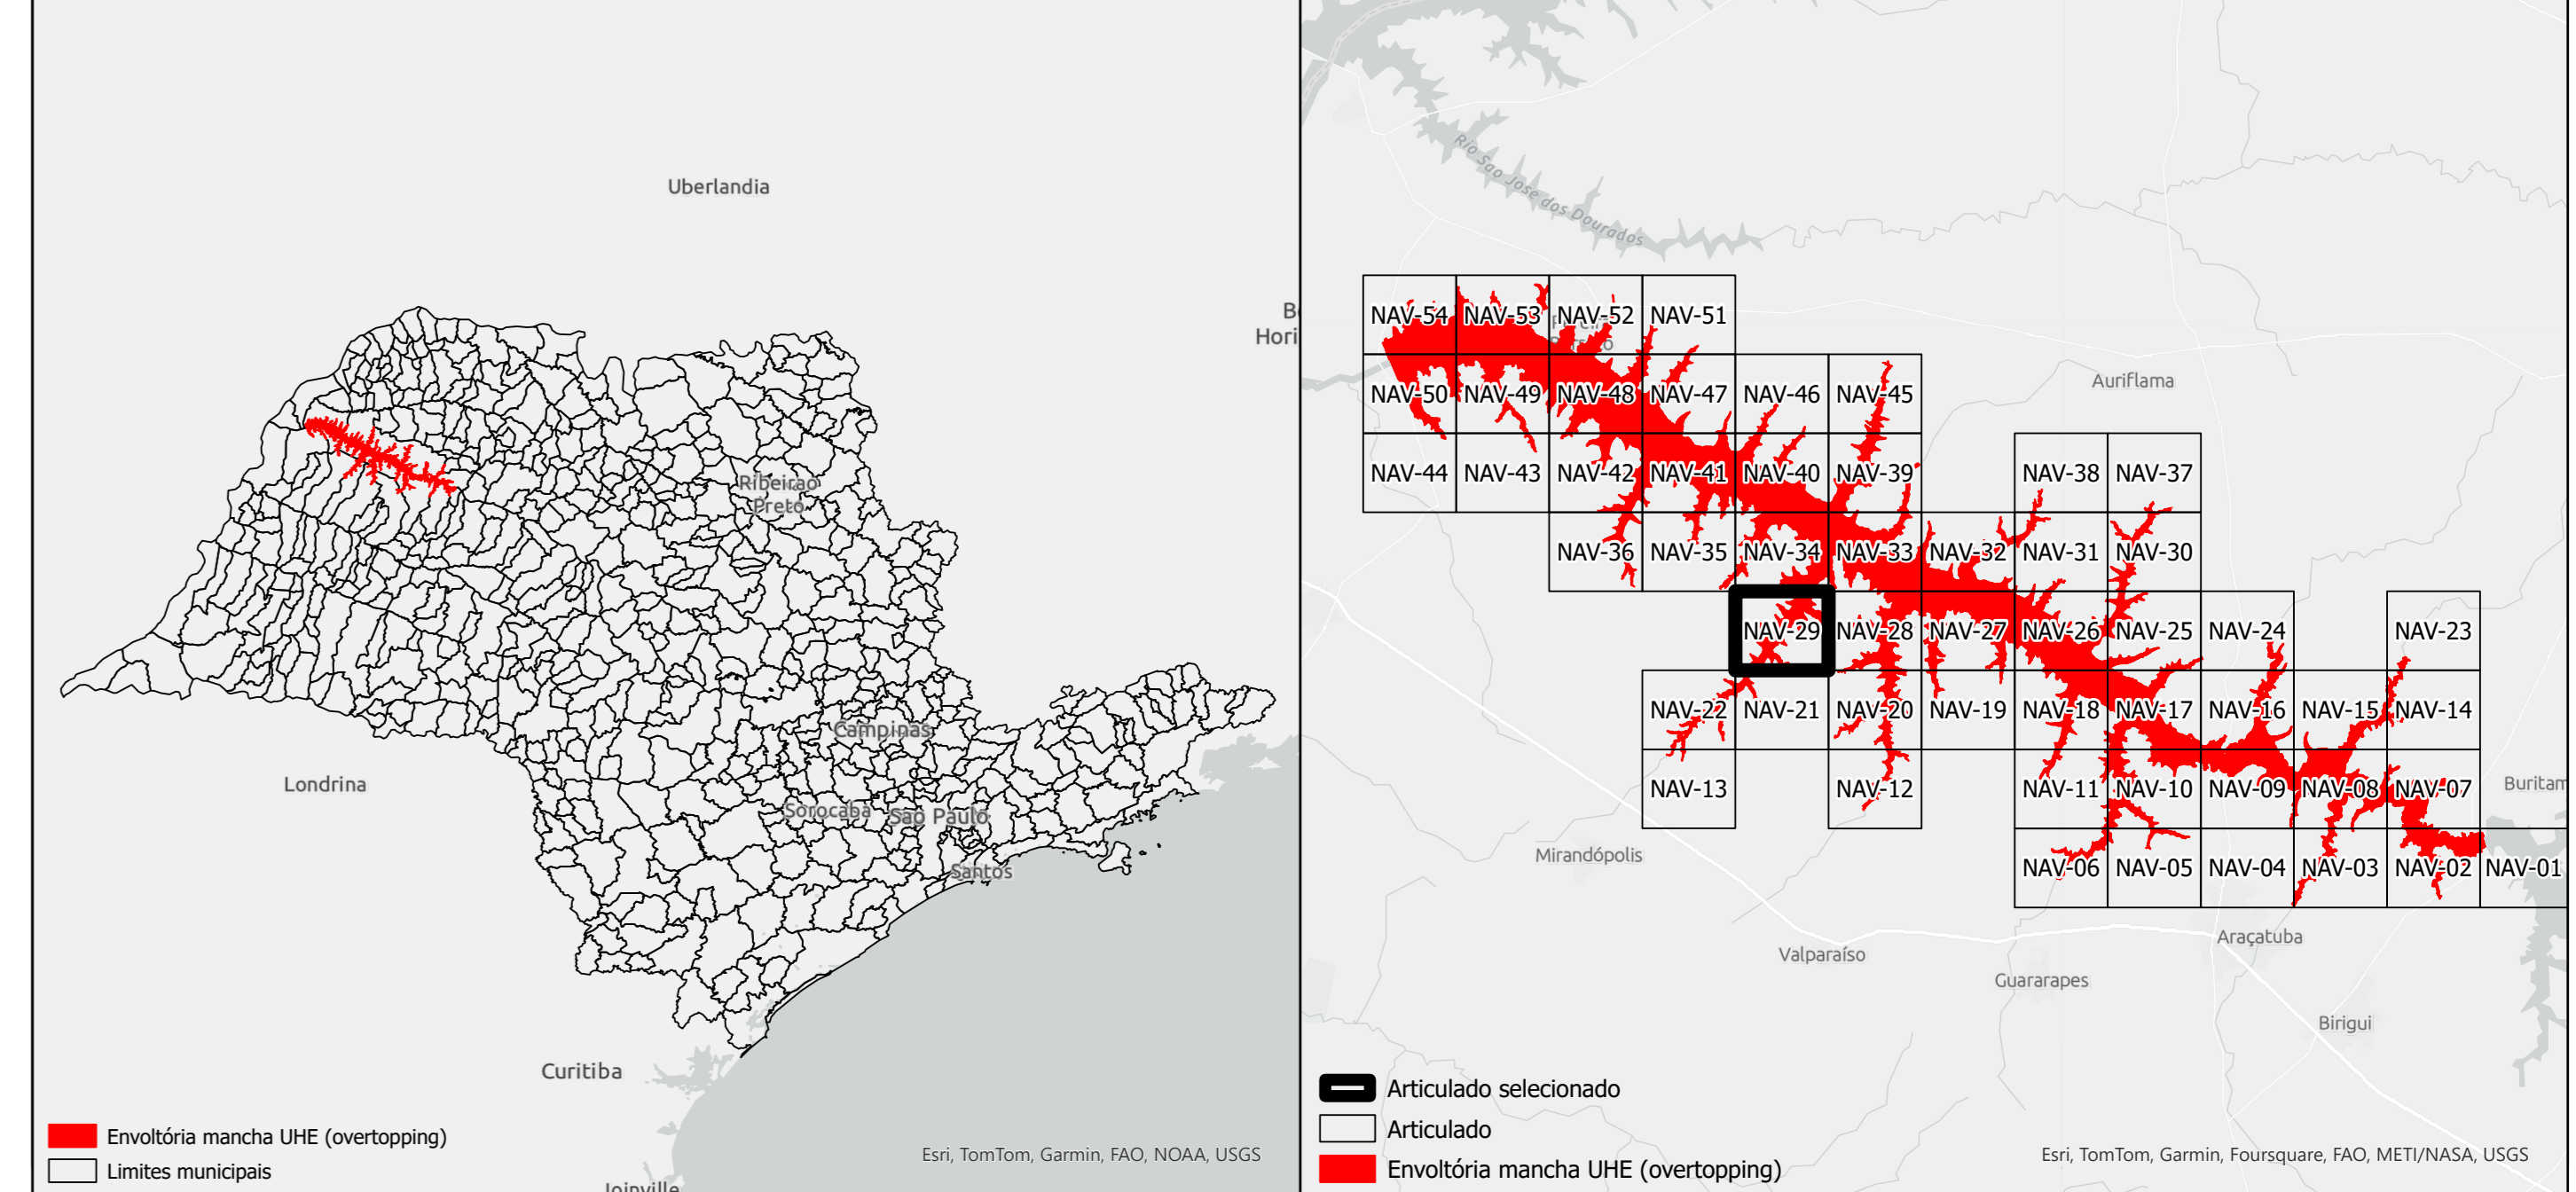 Uberlandia
Ribeirao
Preto
Campinas
Londrina
Sorocaba
Sao Paulo
Santos
Curitiba
Envoltória mancha UHE (overtopping)
Limites municipais
Esri, TomTom, Garmin, FAO, NOAA, USGS
Rio Sao Jose dos Dourados
NAV-54 NAV-53 NAV-52 NAV-51
NAV-50 NAV-49 NAV-48 NAV-47 NAV-46 NAV-45
Auriflama
NAV-44 NAV-43 NAV-42 NAV-41 NAV-40 NAV-39 NAV-38 NAV-37
NAV-36 NAV-35 NAV-34 NAV-33 NAV-32 NAV-31 NAV-30
NAV-29 NAV-28 NAV-27 NAV-26 NAV-25 NAV-24 NAV-23
NAV-22 NAV-21 NAV-20 NAV-19 NAV-18 NAV-17 NAV-16 NAV-15 NAV-14
NAV-13 NAV-12 NAV-11 NAV-10 NAV-09 NAV-08 NAV-07
Buritam
Mirandópolis
NAV-06 NAV-05 NAV-04 NAV-03 NAV-02 NAV-01
Araçatuba
Valparaíso
Guararapes
Birigui
Articulado selecionado
Articulado
Envoltória mancha UHE (overtopping)
Esri, TomTom, Garmin, Foursquare, FAO, METI/NASA, USGS